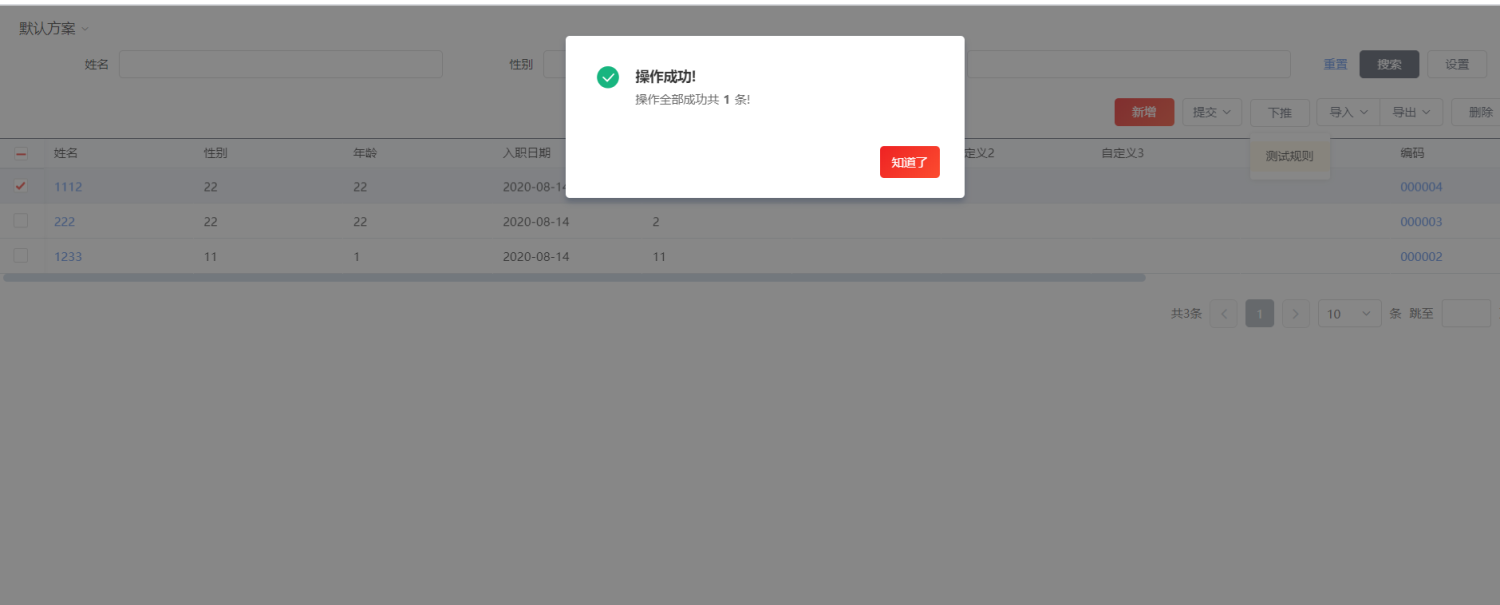 默认方案
姓名
性别
重置
搜索
设置
操作成功!
操作全部成功共 1 条!
知道了
新增
提交
下推
导入
导出
删除
测试规则
姓名 性别 年龄 入职日期 定义2 自定义3 编码
1112 22 22 2020-08-14 000004
222 22 22 2020-08-14 2 000003
1233 11 1 2020-08-14 11 000002
共3条 1 10 条 跳至